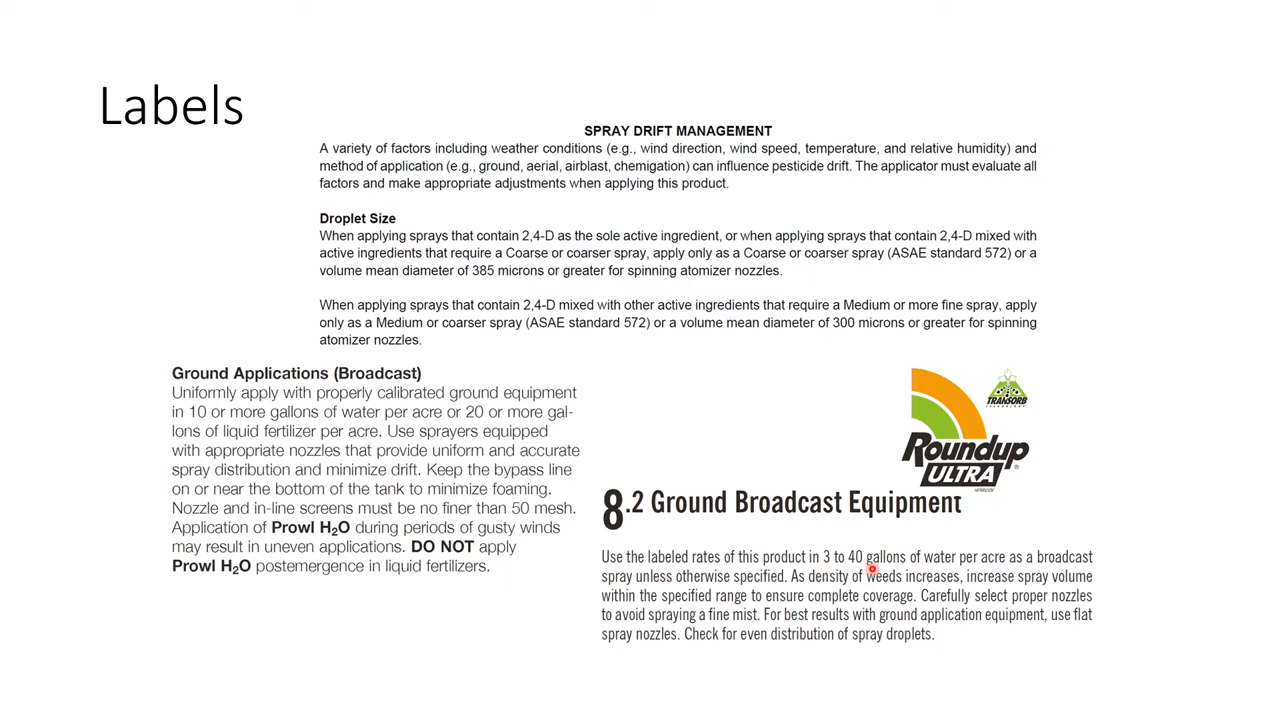 Labels
SPRAY DRIFT MANAGEMENT
A variety of factors including weather conditions (e.g., wind direction, wind speed, temperature, and relative humidity) and
method of application (e.g., ground, aerial, airblast, chemigation) can influence pesticide drift. The applicator must evaluate all
factors and make appropriate adjustments when applying this product.
Droplet Size
When applying sprays that contain 2,4-D as the sole active ingredient, or when applying sprays that contain 2,4-D mixed with
active ingredients that require a Coarse or coarser spray, apply only as a Coarse or coarser spray (ASAE standard 572) or a
volume mean diameter of 385 microns or greater for spinning atomizer nozzles.
When applying sprays that contain 2,4-D mixed with other active ingredients that require a Medium or more fine spray, apply
only as a Medium or coarser spray (ASAE standard 572) or a volume mean diameter of 300 microns or greater for spinning
atomizer nozzles.
Ground Applications (Broadcast)
Uniformly apply with properly calibrated ground equipment
in 10 or more gallons of water per acre or 20 or more gal-
lons of liquid fertilizer per acre. Use sprayers equipped
with appropriate nozzles that provide uniform and accurate
spray distribution and minimize drift. Keep the bypass line
on or near the bottom of the tank to minimize foaming.
Nozzle and in-line screens must be no finer than 50 mesh.
Application of Prowl H2O during periods of gusty winds
may result in uneven applications. DO NOT apply
Prowl H2O postemergence in liquid fertilizers.
TRANSORB
TECHNOLOGY
Roundup®
ULTRA
HERBICIDE
8.2 Ground Broadcast Equipment
Use the labeled rates of this product in 3 to 40 gallons of water per acre as a broadcast
spray unless otherwise specified. As density of weeds increases, increase spray volume
within the specified range to ensure complete coverage. Carefully select proper nozzles
to avoid spraying a fine mist. For best results with ground application equipment, use flat
spray nozzles. Check for even distribution of spray droplets.